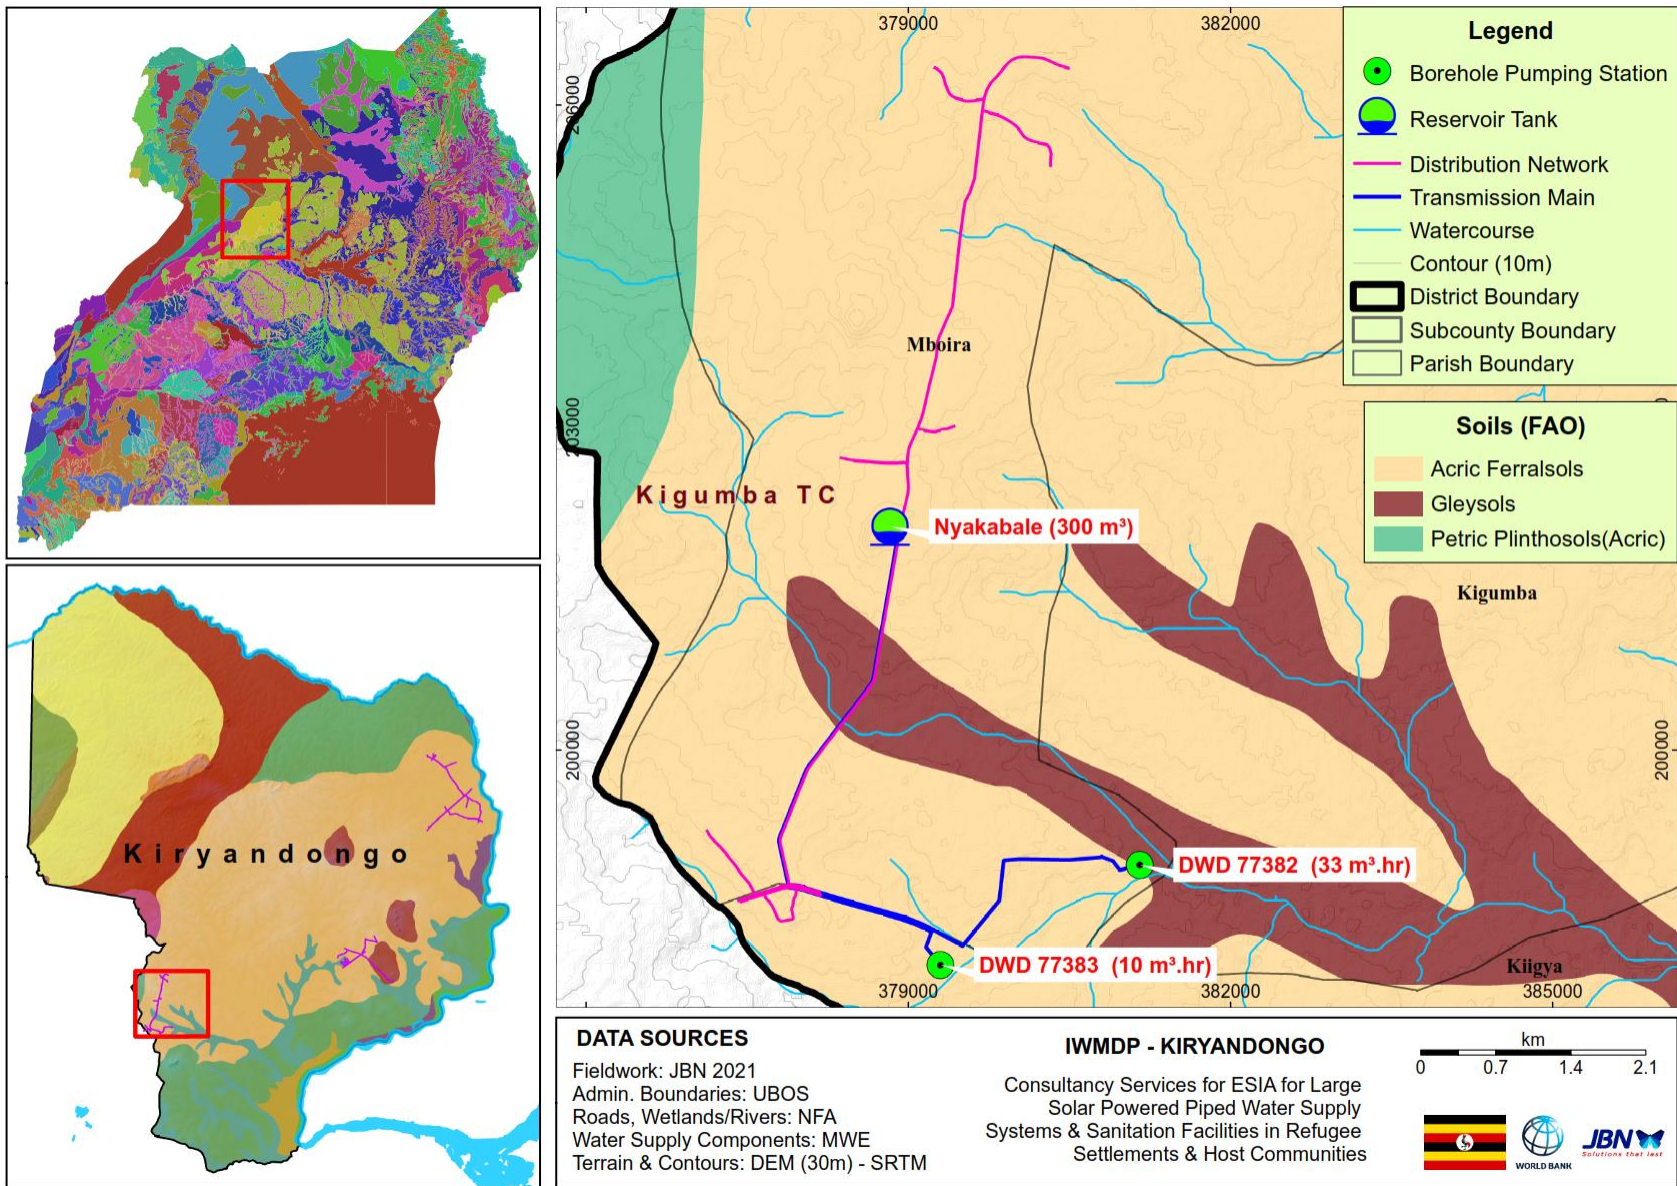 379000
382000
Legend
Borehole Pumping Station
Reservoir Tank
Distribution Network
Transmission Main
Watercourse
Contour (10m)
District Boundary
Subcounty Boundary
Parish Boundary
Soils (FAO)
Acric Ferralsols
Gleysols
Petric Plinthosols(Acric)
Mboira
Kigumba TC
Nyakabale (300 m³)
Kigumba
200000
200000
DWD 77382 (33 m³.hr)
DWD 77383 (10 m³.hr)
Kiigya
379000
382000
385000
Kiryandongo
DATA SOURCES
Fieldwork: JBN 2021
Admin. Boundaries: UBOS
Roads, Wetlands/Rivers: NFA
Water Supply Components: MWE
Terrain & Contours: DEM (30m) - SRTM
IWMDP - KIRYANDONGO
Consultancy Services for ESIA for Large
Solar Powered Piped Water Supply
Systems & Sanitation Facilities in Refugee
Settlements & Host Communities
km
0 0.7 1.4 2.1
WORLD BANK
JBN
Solutions that last